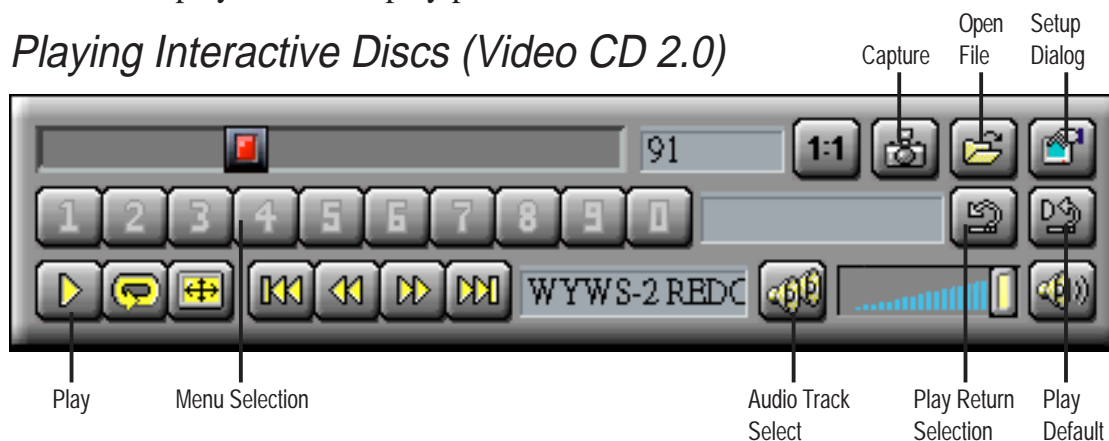 Playing Interactive Discs (Video CD 2.0)
Capture
Open
File
Setup
Dialog
91
1:1
1 2 3 4 5 6 7 8 9 0
D
WYWS-2 REDC
Play
Menu Selection
Audio Track
Select
Play Return
Selection
Play
Default